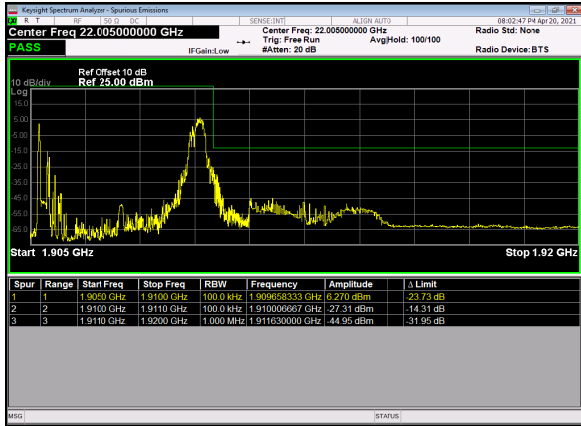 Keysight Spectrum Analyzer - Spurious Emissions
R T RF 50 Ω DC SENSE:INT ALIGN AUTO 08:02:47 PM Apr 20, 2021
Center Freq 22.005000000 GHz Center Freq: 22.005000000 GHz Radio Std: None
Trig: Free Run Avg|Hold: 100/100
PASS IFGain:Low #Atten: 20 dB Radio Device: BTS
Ref Offset 10 dB
10 dB/div Ref 25.00 dBm
Log
15.0
5.00
-5.00
-15.0
-25.0
-35.0
-45.0
-55.0
-65.0
Start 1.905 GHz Stop 1.92 GHz
Spur Range Start Freq Stop Freq RBW Frequency Amplitude Δ Limit
1 1 1.9050 GHz 1.9100 GHz 100.0 kHz 1.909658333 GHz 6.270 dBm -23.73 dB
2 2 1.9100 GHz 1.9110 GHz 100.0 kHz 1.910006667 GHz -27.31 dBm -14.31 dB
3 3 1.9110 GHz 1.9200 GHz 1.000 MHz 1.911630000 GHz -44.95 dBm -31.95 dB
MSG STATUS